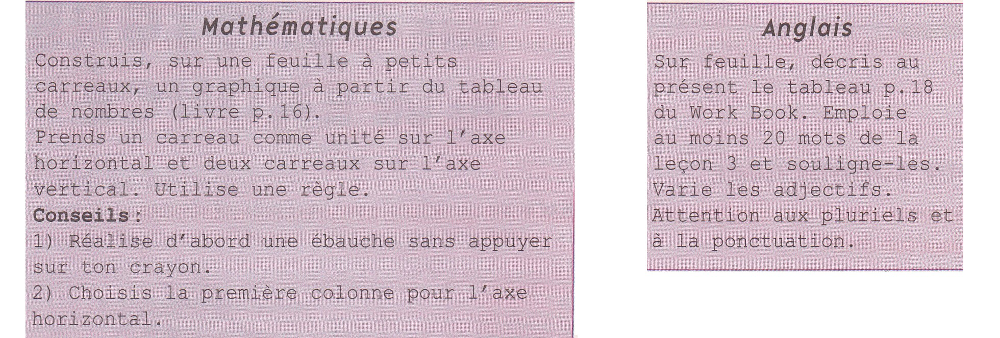 Mathématiques
Construis, sur une feuille à petits
carreaux, un graphique à partir du tableau
de nombres (livre p.16).
Prends un carreau comme unité sur l'axe
horizontal et deux carreaux sur l'axe
vertical. Utilise une règle.
Conseils :
1) Réalise d'abord une ébauche sans appuyer
sur ton crayon.
2) Choisis la première colonne pour l'axe
horizontal.
Anglais
Sur feuille, décris au
présent le tableau p.18
du Work Book. Emploie
au moins 20 mots de la
leçon 3 et souligne-les.
Varie les adjectifs.
Attention aux pluriels et
à la ponctuation.